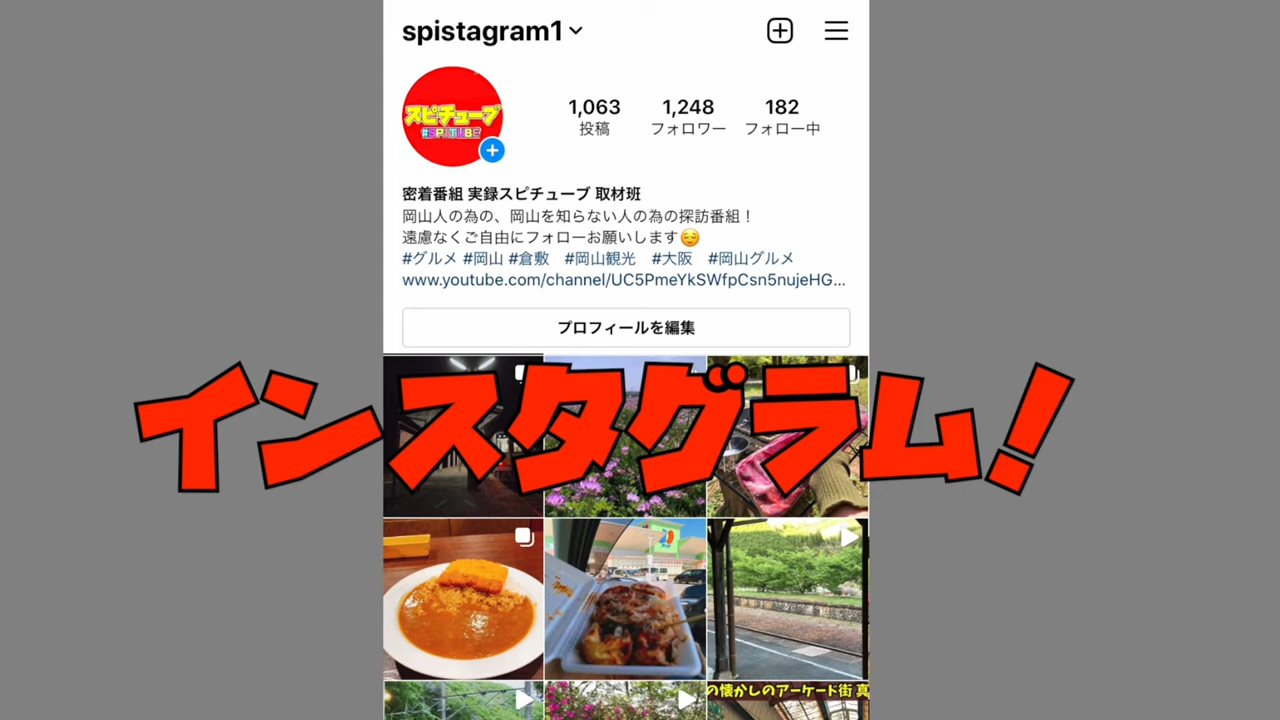 spistagram1
スピチューブ
#SPITUBE
1,063 1,248 182
投稿 フォロワー フォロー中
密着番組 実録スピチューブ 取材班
岡山人の為の、岡山を知らない人の為の探訪番組！
遠慮なくご自由にフォローお願いします😌
#グルメ #岡山 #倉敷　#岡山観光　#大阪　#岡山グルメ
www.youtube.com/channel/UC5PmeYkSWfpCsn5nujeHG...
プロフィールを編集
インスタグラム！
の懐かしのアーケード街 真